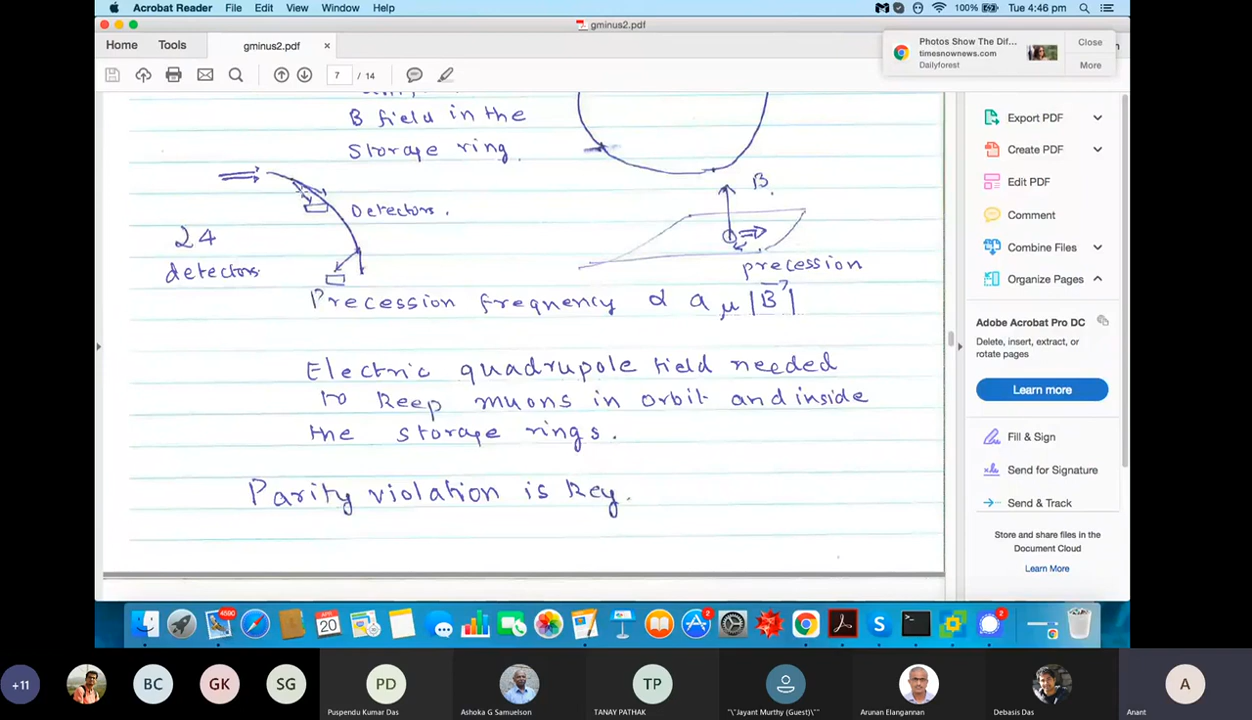 Acrobat Reader File Edit View Window Help 100% Tue 4:46 pm
gminus2.pdf
Home Tools gminus2.pdf ×
7 / 14
Photos Show The Dif...
timesnownews.com
Dailyforest
Close
More
B field in the
storage ring.
Detectors.
24
detectors
B
precession
Precession frequency α aμ |B⃗|
Electric quadrupole field needed
to keep muons in orbit and inside
the storage rings.
Parity violation is key.
Export PDF
Create PDF
Edit PDF
Comment
Combine Files
Organize Pages
Adobe Acrobat Pro DC
Delete, insert, extract, or
rotate pages
Learn more
Fill & Sign
Send for Signature
Send & Track
Store and share files in the
Document Cloud
Learn More
4590
APR
20
2
2
+11
BC
GK
SG
PD
TP
A
Puspendu Kumar Das
Ashoka G Samuelson
TANAY PATHAK
"\"Jayant Murthy (Guest)\""
Arunan Elangannan
Debasis Das
Anant